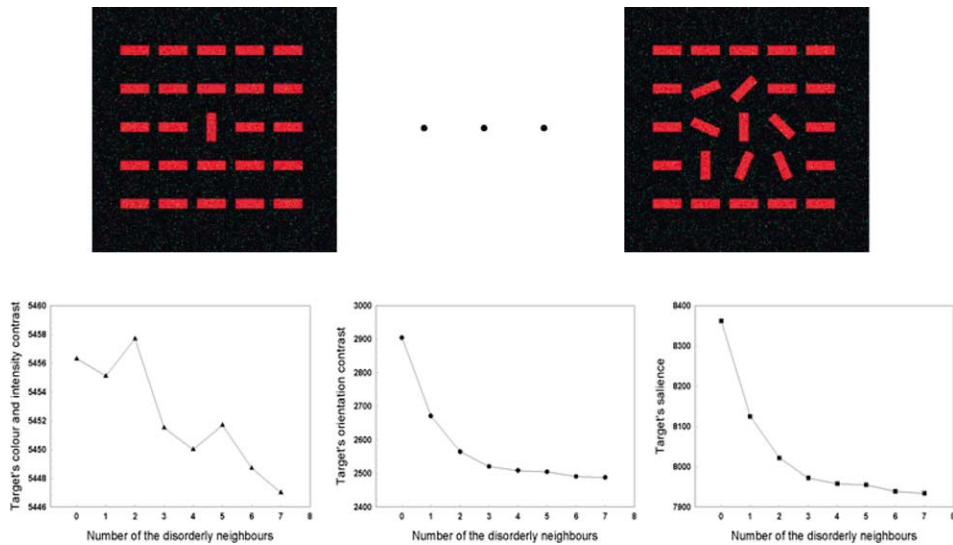 Target's colour and intensity contrast
5460
5458
5456
5454
5452
5450
5448
5446
0 1 2 3 4 5 6 7 8
Number of the disorderly neighbours
Target's orientation contrast
3000
2900
2800
2700
2600
2500
2400
0 1 2 3 4 5 6 7 8
Number of the disorderly neighbours
Target's salience
8400
8300
8200
8100
8000
7900
0 1 2 3 4 5 6 7 8
Number of the disorderly neighbours